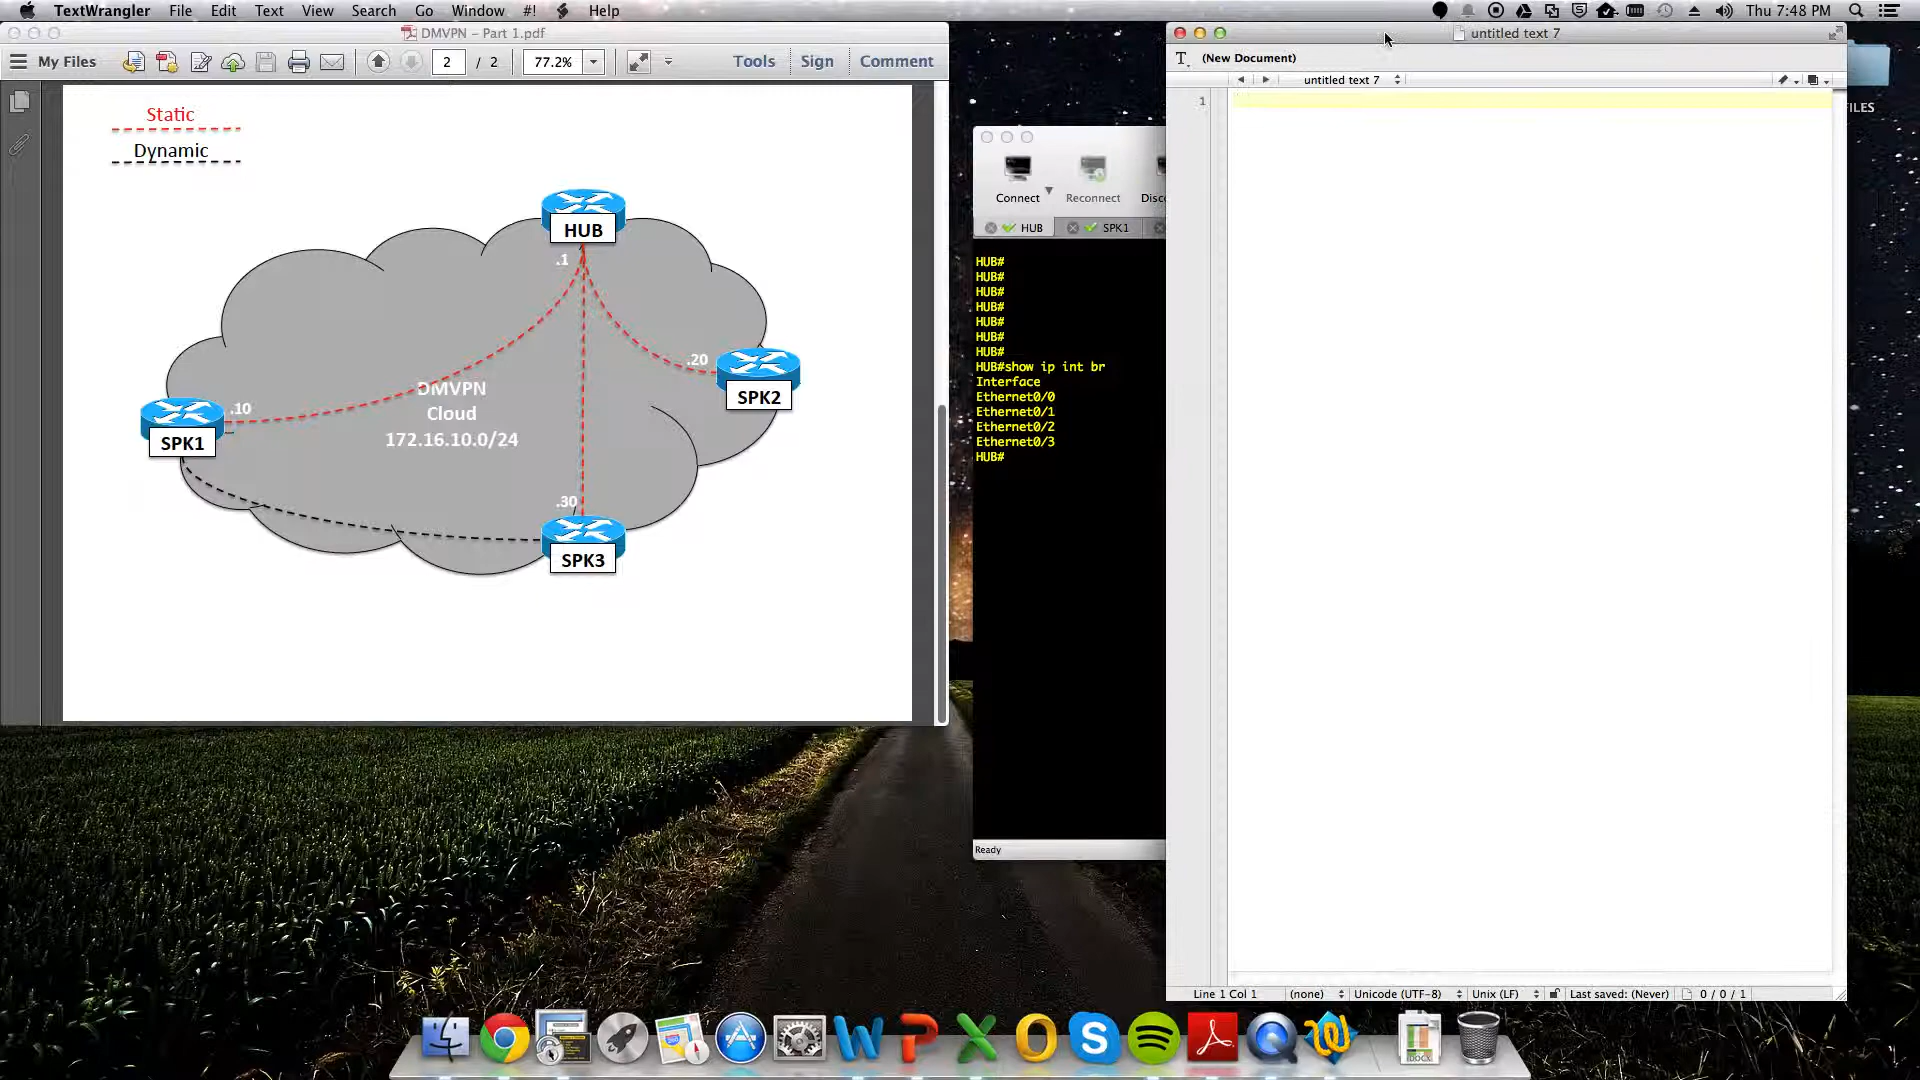 TextWrangler File Edit Text View Search Go Window #! Help Thu 7:48 PM
DMVPN – Part 1.pdf
My Files 2 / 2 77.2% Tools Sign Comment
Static
Dynamic
HUB
.1
.20
SPK2
.10
SPK1
DMVPN
Cloud
172.16.10.0/24
.30
SPK3
Connect Reconnect Disc
HUB SPK1
HUB#
HUB#
HUB#
HUB#
HUB#
HUB#
HUB#
HUB#show ip int br
Interface
Ethernet0/0
Ethernet0/1
Ethernet0/2
Ethernet0/3
HUB#
Ready
untitled text 7
(New Document)
untitled text 7
1
Line 1 Col 1 (none) Unicode (UTF-8) Unix (LF) Last saved: (Never) 0 / 0 / 1
ILES
DOCX